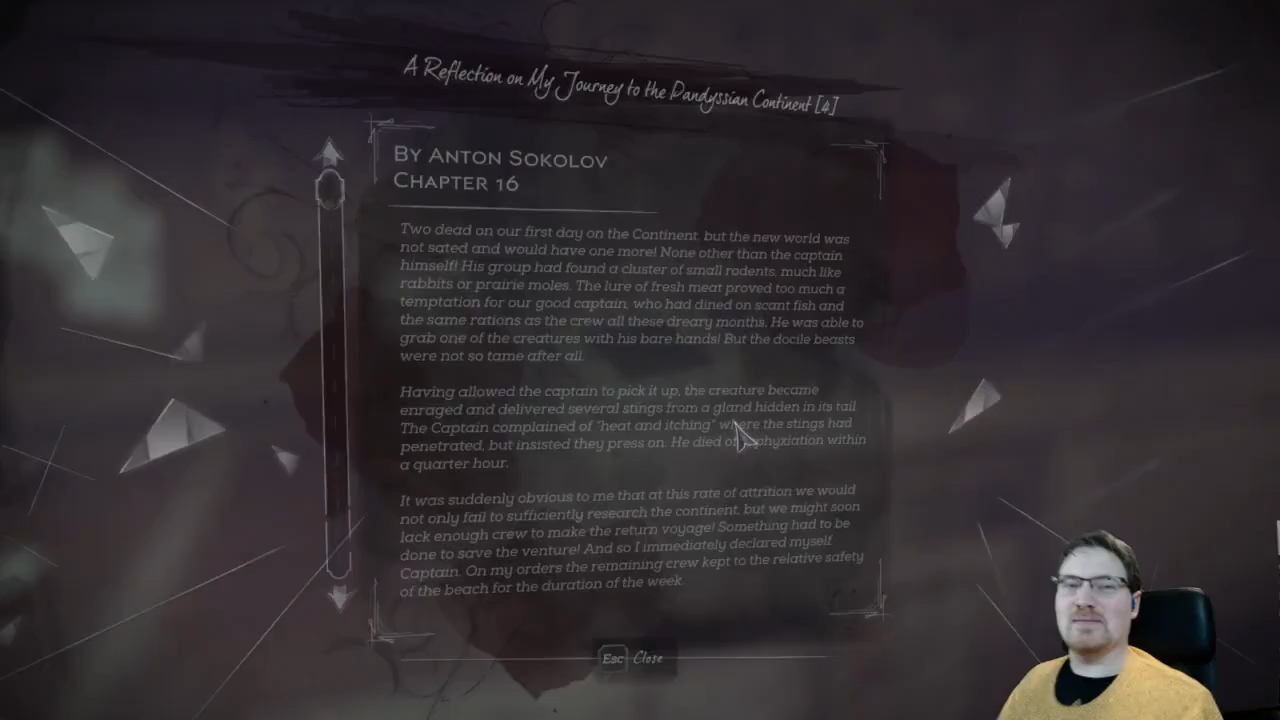 A Reflection on My Journey to the Pandyssian Continent [4]
By Anton Sokolov
Chapter 16
Two dead on our first day on the Continent, but the new world was
not sated and would have one more! None other than the captain
himself! His group had found a cluster of small rodents, much like
rabbits or prairie moles. The lure of fresh meat proved too much a
temptation for our good captain, who had dined on scant fish and
the same rations as the crew all these dreary months. He was able to
grab one of the creatures with his bare hands! But the docile beasts
were not so tame after all.
Having allowed the captain to pick it up, the creature became
enraged and delivered several stings from a gland hidden in its tail.
The Captain complained of "heat and itching" where the stings had
penetrated, but insisted they press on. He died of asphyxiation within
a quarter hour.
It was suddenly obvious to me that at this rate of attrition we would
not only fail to sufficiently research the continent, but we might soon
lack enough crew to make the return voyage! Something had to be
done to save the venture! And so I immediately declared myself
Captain. On my orders the remaining crew kept to the relative safety
of the beach for the duration of the week.
Esc Close